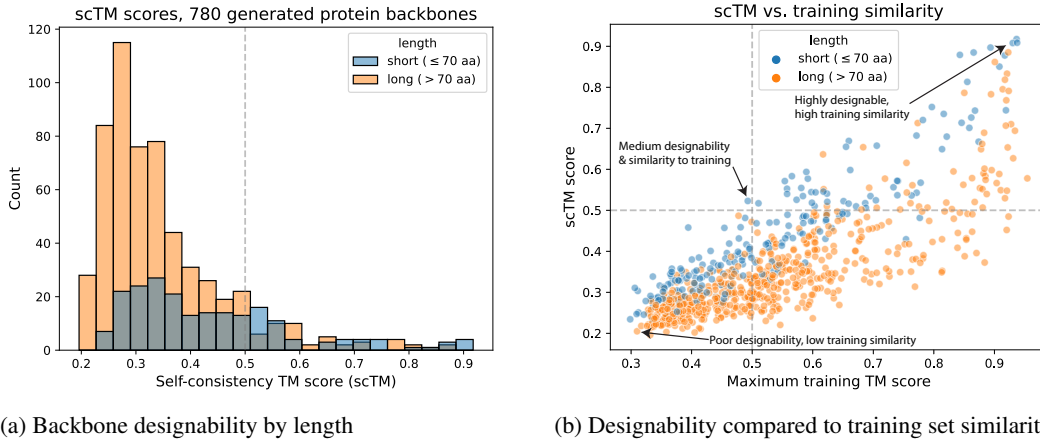 scTM scores, 780 generated protein backbones
120
100
80
60
40
20
0
Count
length
short (≤ 70 aa)
long (> 70 aa)
0.2 0.3 0.4 0.5 0.6 0.7 0.8 0.9
Self-consistency TM score (scTM)
(a) Backbone designability by length
scTM vs. training similarity
0.9
0.8
0.7
0.6
0.5
0.4
0.3
0.2
scTM score
length
short (≤ 70 aa)
long (> 70 aa)
Highly designable,
high training similarity
Medium designability
& similarity to training
Poor designability, low training similarity
0.3 0.4 0.5 0.6 0.7 0.8 0.9
Maximum training TM score
(b) Designability compared to training set similarit